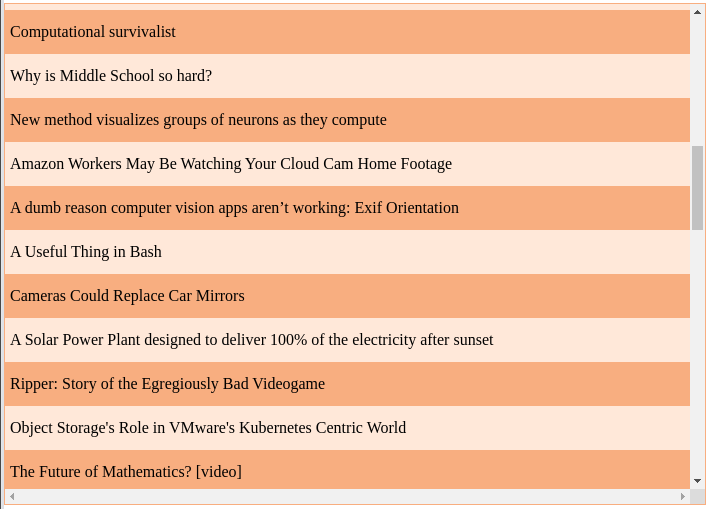 Computational survivalist
Why is Middle School so hard?
New method visualizes groups of neurons as they compute
Amazon Workers May Be Watching Your Cloud Cam Home Footage
A dumb reason computer vision apps aren’t working: Exif Orientation
A Useful Thing in Bash
Cameras Could Replace Car Mirrors
A Solar Power Plant designed to deliver 100% of the electricity after sunset
Ripper: Story of the Egregiously Bad Videogame
Object Storage's Role in VMware's Kubernetes Centric World
The Future of Mathematics? [video]